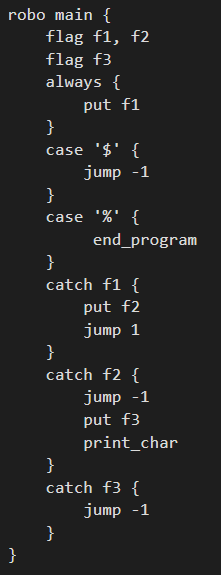 robo main {
    flag f1, f2
    flag f3
    always {
        put f1
    }
    case '$' {
        jump -1
    }
    case '%' {
         end_program
    }
    catch f1 {
        put f2
        jump 1
    }
    catch f2 {
        jump -1
        put f3
        print_char
    }
    catch f3 {
        jump -1
    }
}